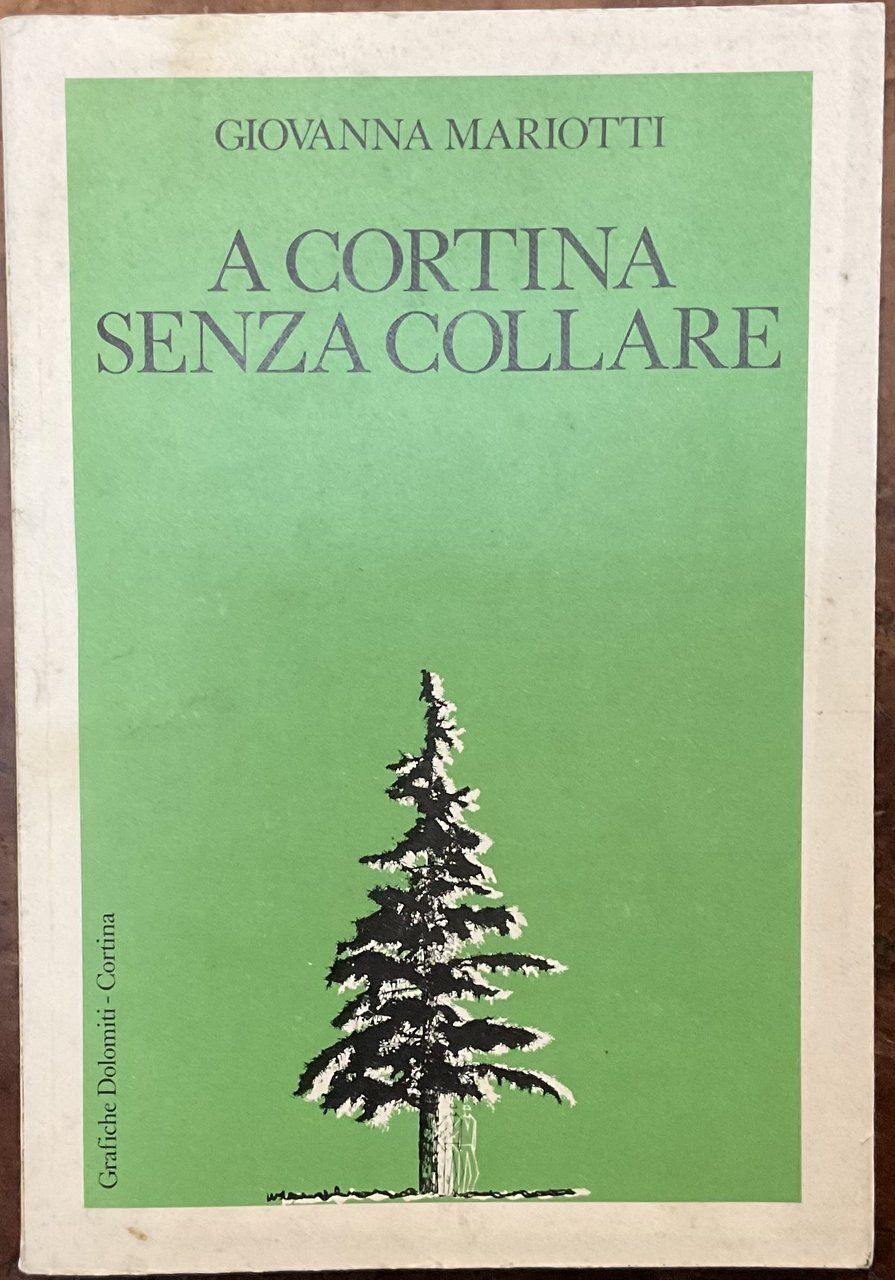 GIOVANNA MARIOTTI
A CORTINA
SENZA COLLARE
Grafiche Dolomiti - Cortina